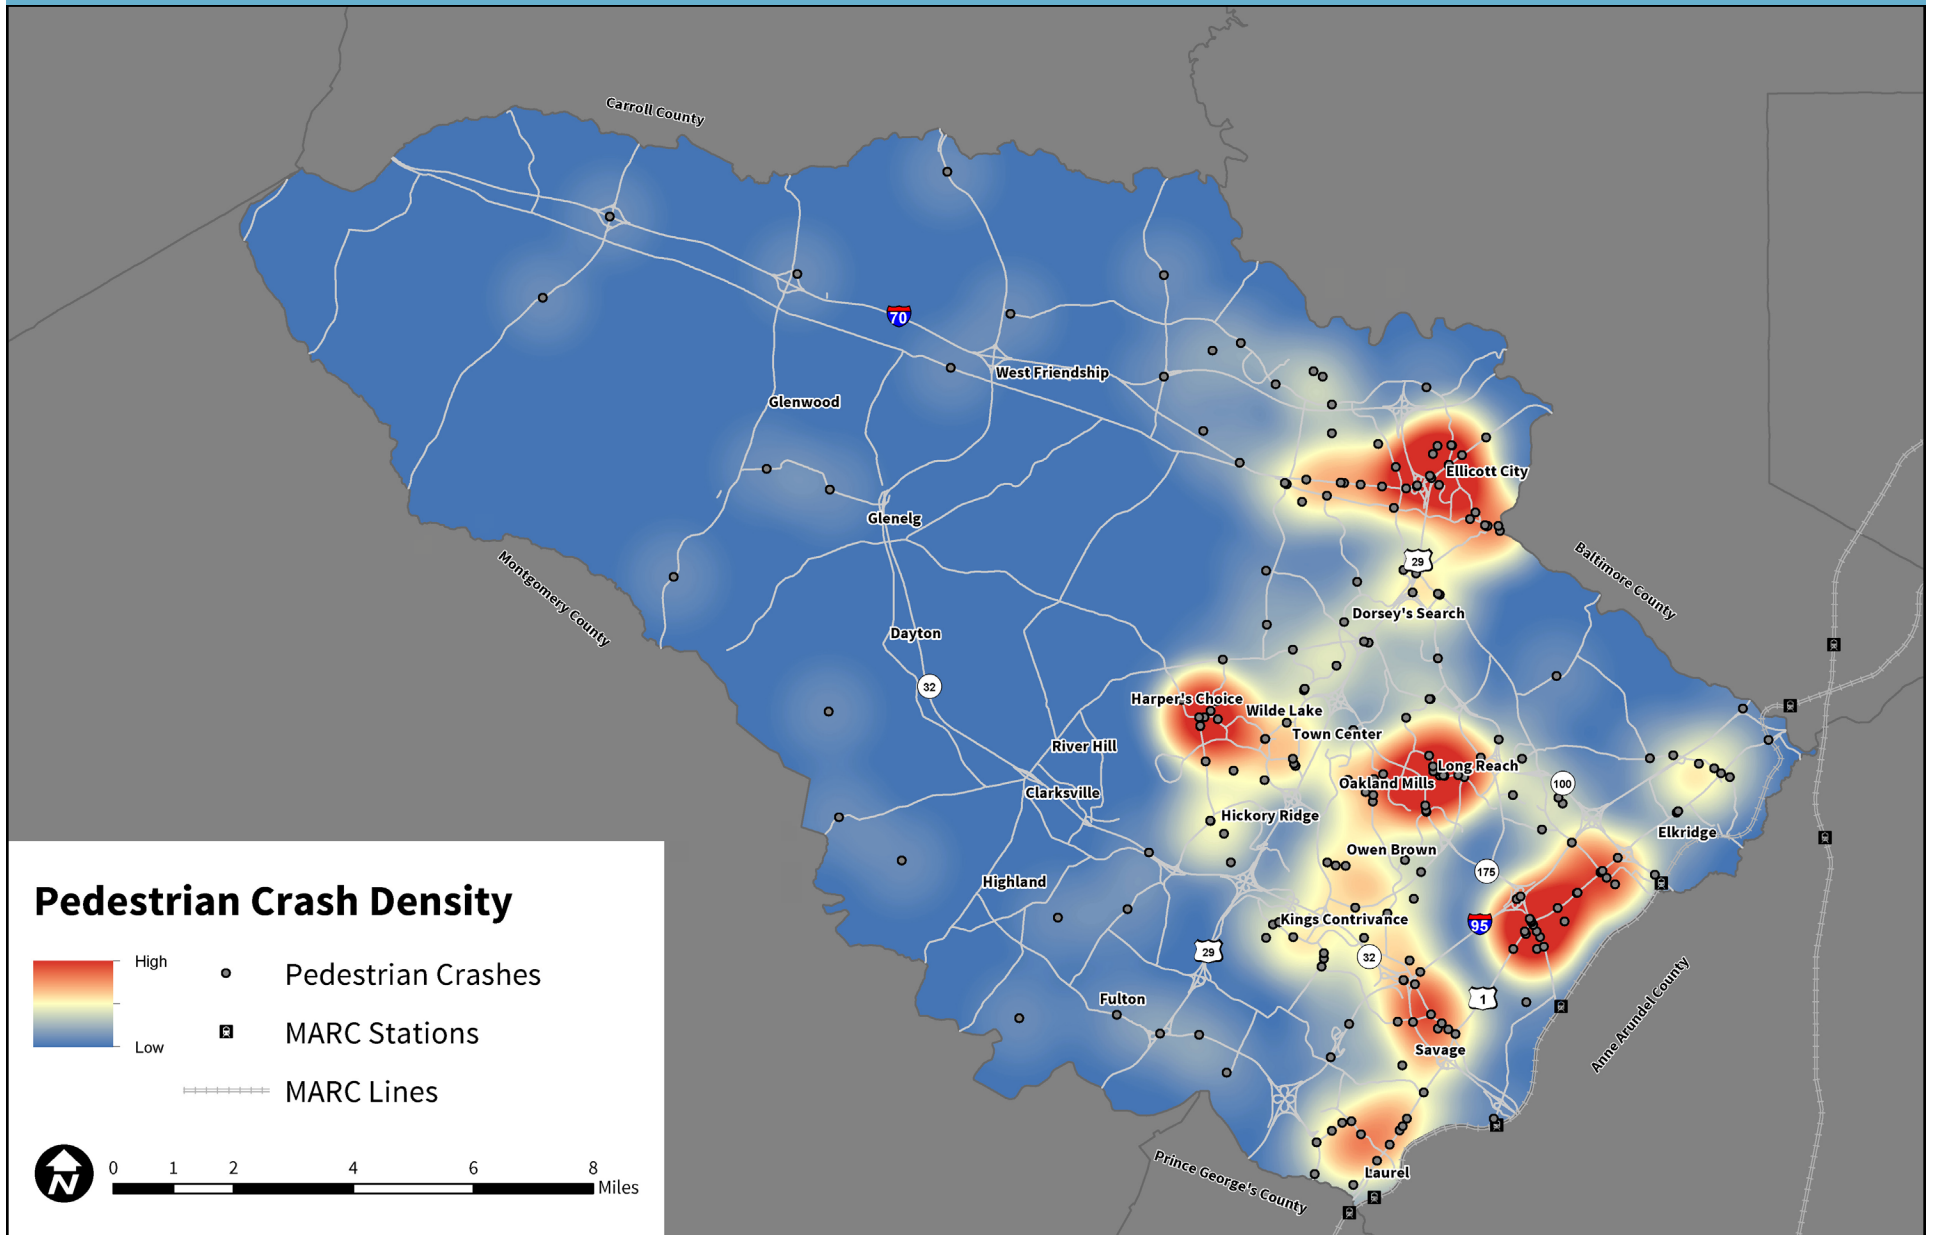 Carroll County
70
West Friendship
Glenwood
Ellicott City
Glenelg
29
Montgomery County
Baltimore County
Dorsey's Search
Dayton
32
Harper's Choice
Wilde Lake
Town Center
River Hill
Long Reach
Oakland Mills
100
Clarksville
Hickory Ridge
Elkridge
Owen Brown
175
Highland
Kings Contrivance
95
29
32
1
Fulton
Anne Arundel County
Savage
Laurel
Prince George's County
Pedestrian Crash Density
High
Low
Pedestrian Crashes
MARC Stations
MARC Lines
N
0 1 2 4 6 8
Miles